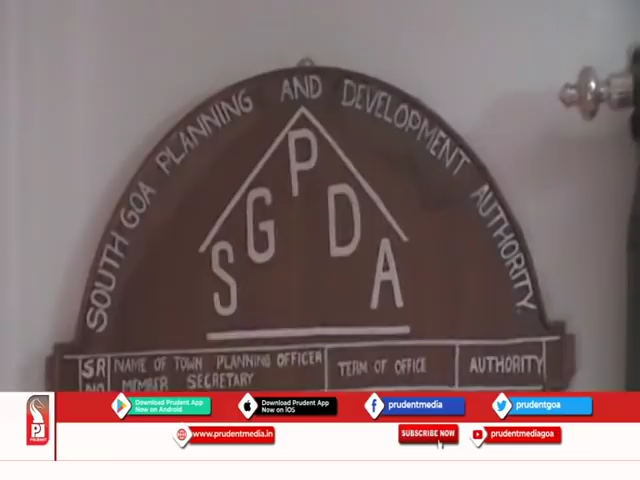 SOUTH GOA PLANNING AND DEVELOPMENT AUTHORITY.
SGPDA
SR NO
NAME OF TOWN PLANNING OFFICER
MEMBER SECRETARY
TERM OF OFFICE
AUTHORITY
Download Prudent App
Now on Android
Download Prudent App
Now on iOS
prudentmedia
prudentgoa
PRUDENT
www.prudentmedia.in
SUBSCRIBE NOW
prudentmediagoa